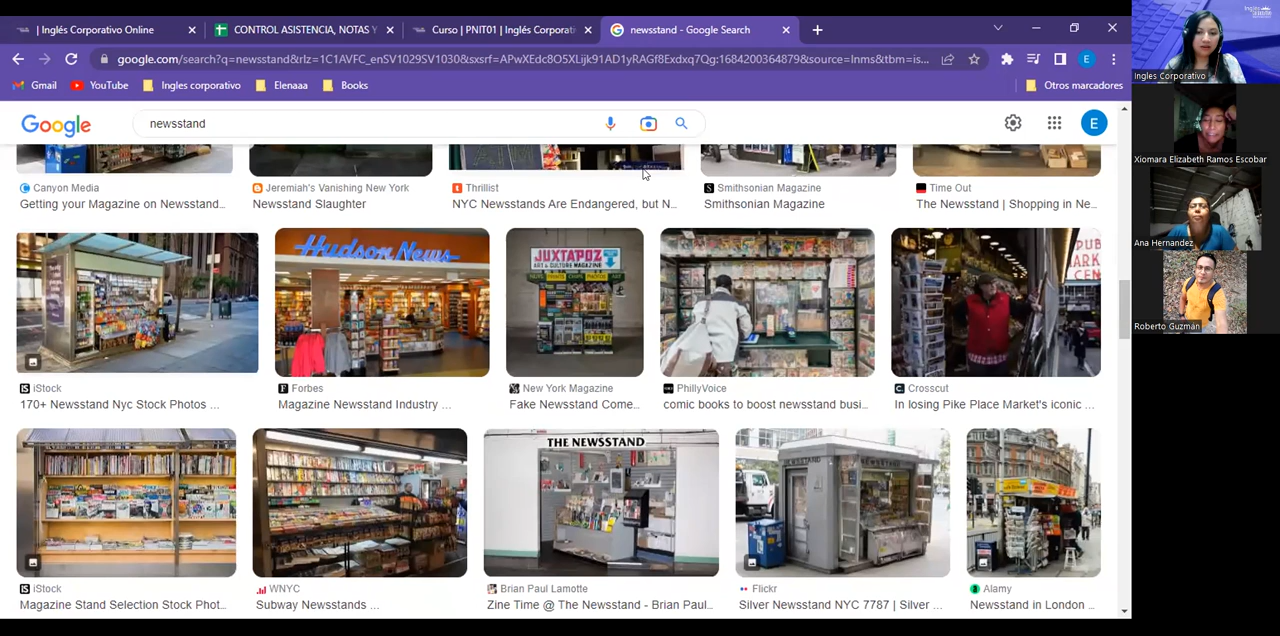 | Inglés Corporativo Online
CONTROL ASISTENCIA, NOTAS Y
Curso | PNIT01 | Inglés Corporati
newsstand - Google Search
google.com/search?q=newsstand&rlz=1C1AVFC_enSV1029SV1030&sxsrf=APwXEdc8O5XLijk91AD1yRAGf8Exdxq7Qg:1684200364879&source=lnms&tbm=is...
Gmail
YouTube
Ingles corporativo
Elenaaa
Books
Otros marcadores
Google
newsstand
E
Canyon Media
Getting your Magazine on Newsstand...
Jeremiah's Vanishing New York
Newsstand Slaughter
Thrillist
NYC Newsstands Are Endangered, but N...
Smithsonian Magazine
Smithsonian Magazine
Time Out
The Newsstand | Shopping in Ne...
Hudson News
JUXTAPOZ
ART & CULTURE MAGAZINE
iStock
170+ Newsstand Nyc Stock Photos ...
Forbes
Magazine Newsstand Industry ...
New York Magazine
Fake Newsstand Come...
PhillyVoice
comic books to boost newsstand busi...
Crosscut
In losing Pike Place Market's iconic ...
THE NEWSSTAND
NEWSSTAND
iStock
Magazine Stand Selection Stock Phot...
WNYC
Subway Newsstands ...
Brian Paul Lamotte
Zine Time @ The Newsstand - Brian Paul...
Flickr
Silver Newsstand NYC 7787 | Silver ...
Alamy
Newsstand in London ...
Ingles Corporativo
Xiomara Elizabeth Ramos Escobar
Ana Hernandez
Roberto Guzmán